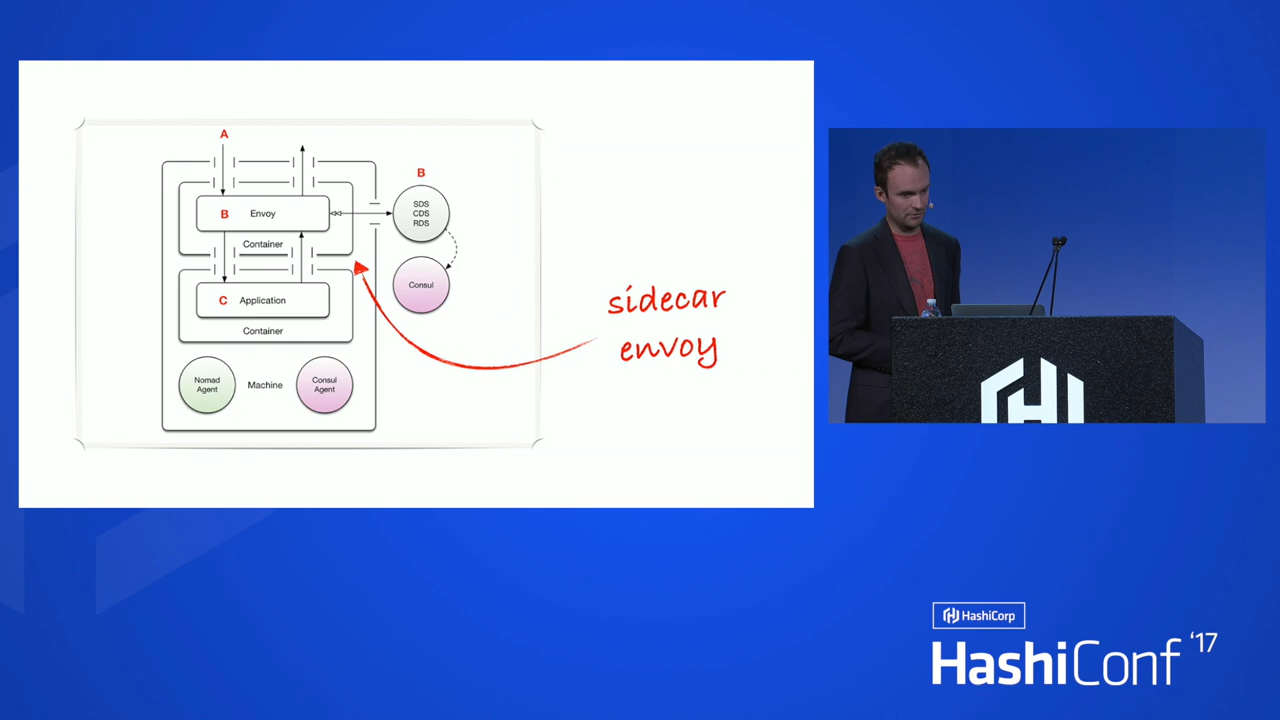 A
B
SDS
CDS
RDS
B Envoy
Container
Consul
C Application
Container
Nomad
Agent
Machine
Consul
Agent
sidecar
envoy
HashiCorp
HashiConf '17